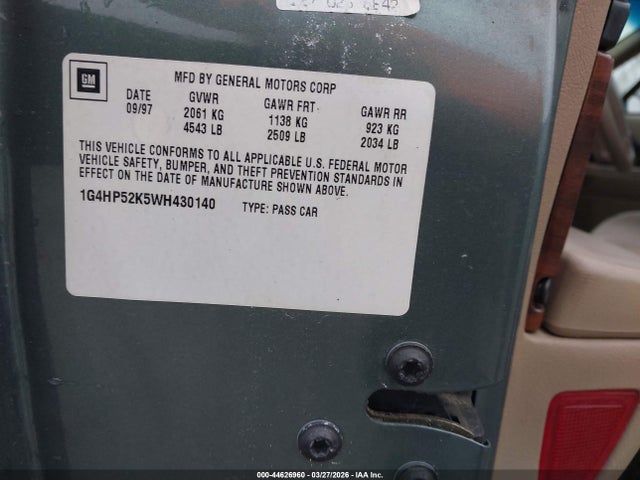 GM
MFD BY GENERAL MOTORS CORP
DATE GVWR GAWR FRT GAWR RR
09/97 2061 KG 1138 KG 923 KG
4543 LB 2509 LB 2034 LB
THIS VEHICLE CONFORMS TO ALL APPLICABLE U.S. FEDERAL MOTOR
VEHICLE SAFETY, BUMPER, AND THEFT PREVENTION STANDARDS IN
EFFECT ON THE DATE OF MANUFACTURE SHOWN ABOVE.
1G4HP52K5WH430140 TYPE: PASS CAR
000-44626960 - 03/27/2026 - IAA Inc.